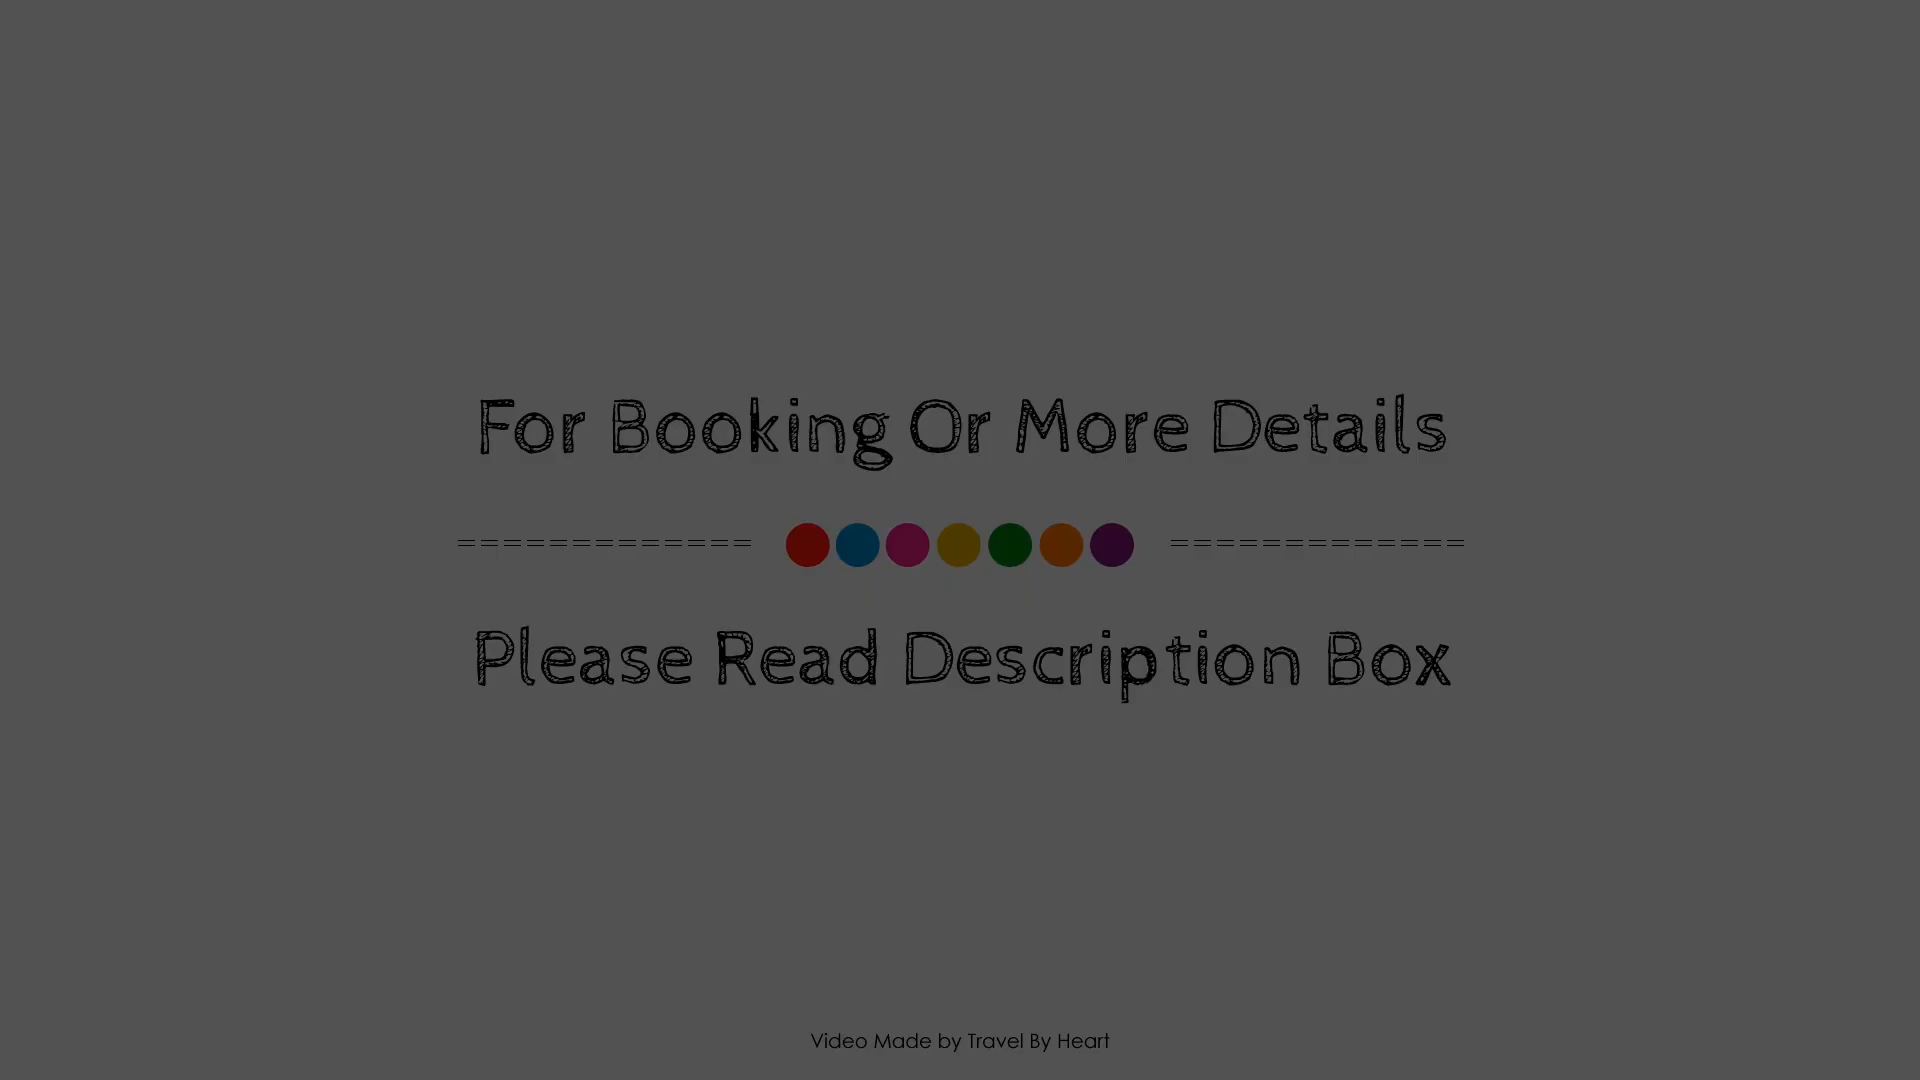 For Booking Or More Details
============= =============
Please Read Description Box
Video Made by Travel By Heart